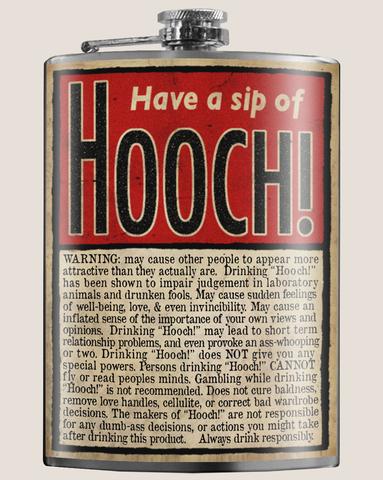 Have a sip of
HOOCH!
WARNING: may cause other people to appear more
attractive than they actually are. Drinking "Hooch!"
has been shown to impair judgement in laboratory
animals and drunken fools. May cause sudden feelings
of well-being, love, & even invincibility. May cause an
inflated sense of the importance of your own views and
opinions. Drinking "Hooch!" may lead to short term
relationship problems, and even provoke an ass-whooping
or two. Drinking "Hooch!" does NOT give you any
special powers. Persons drinking "Hooch!" CANNOT
fly or read peoples minds. Gambling while drinking
"Hooch!" is not recommended. Does not cure baldness,
remove love handles, cellulite, or correct bad wardrobe
decisions. The makers of "Hooch!" are not responsible
for any dumb-ass decisions, or actions you might take
after drinking this product. Always drink responsibly.